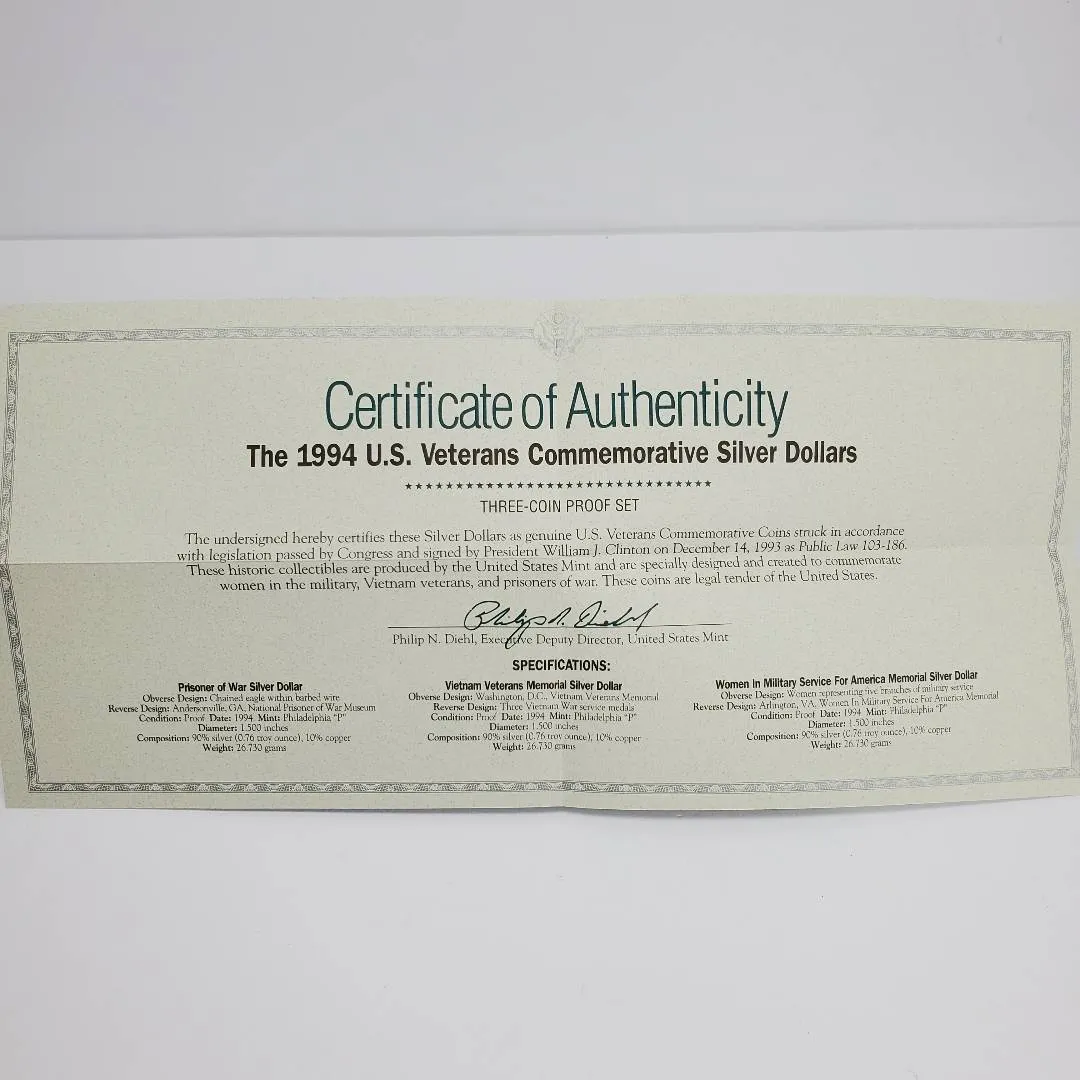 Certificate of Authenticity
The 1994 U.S. Veterans Commemorative Silver Dollars
THREE-COIN PROOF SET
The undersigned hereby certifies these Silver Dollars as genuine U.S. Veterans Commemorative Coins struck in accordance
with legislation passed by Congress and signed by President William J. Clinton on December 14, 1993 as Public Law 103-186.
These historic collectibles are produced by the United States Mint and are specially designed and created to commemorate
women in the military, Vietnam veterans, and prisoners of war. These coins are legal tender of the United States.
Philip N. Diehl
Philip N. Diehl, Executive Deputy Director, United States Mint
SPECIFICATIONS:
Prisoner of War Silver Dollar
Obverse Design: Chained eagle within barbed wire
Reverse Design: Andersonville, GA, National Prisoner of War Museum
Condition: Proof Date: 1994 Mint: Philadelphia "P"
Diameter: 1.500 inches
Composition: 90% silver (0.76 troy ounce), 10% copper
Weight: 26.730 grams
Vietnam Veterans Memorial Silver Dollar
Obverse Design: Washington, D.C., Vietnam Veterans Memorial
Reverse Design: Three Vietnam War service medals
Condition: Proof Date: 1994 Mint: Philadelphia "P"
Diameter: 1.500 inches
Composition: 90% silver (0.76 troy ounce), 10% copper
Weight: 26.730 grams
Women In Military Service For America Memorial Silver Dollar
Obverse Design: Women representing five branches of military service
Reverse Design: Arlington, VA, Women In Military Service For America Memorial
Condition: Proof Date: 1994 Mint: Philadelphia "P"
Diameter: 1.500 inches
Composition: 90% silver (0.76 troy ounce), 10% copper
Weight: 26.730 grams